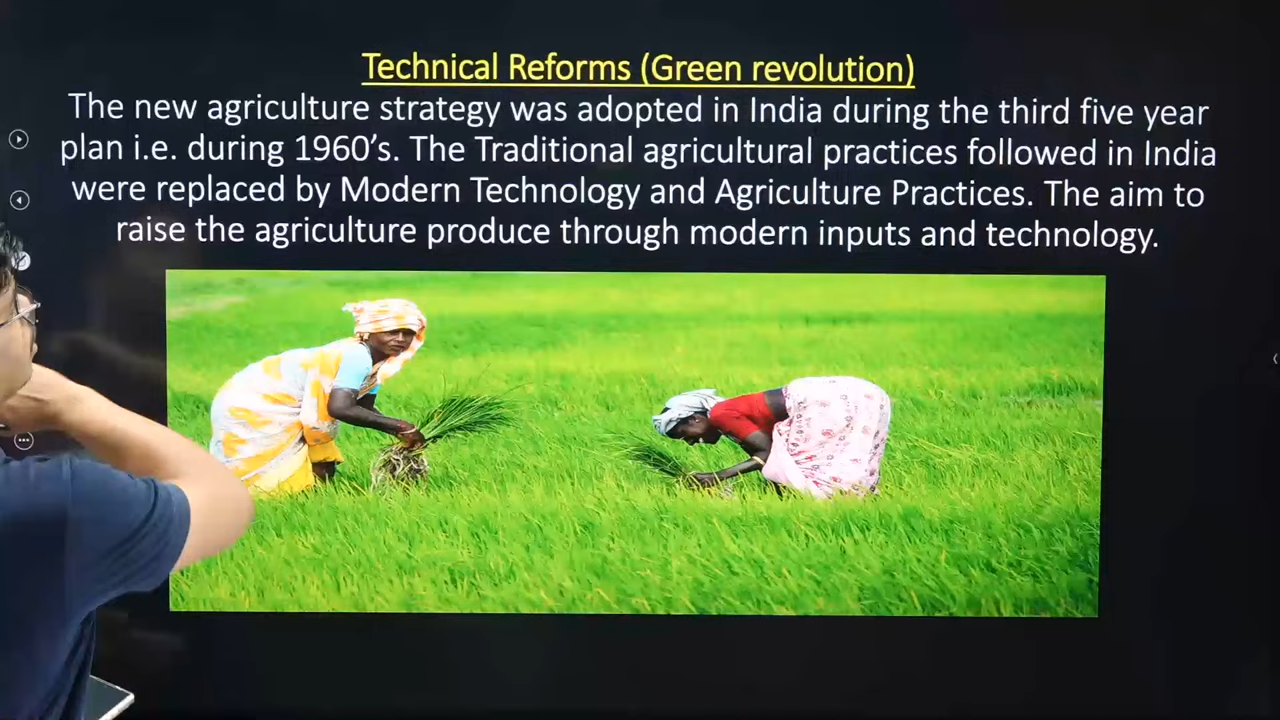 Technical Reforms (Green revolution)
The new agriculture strategy was adopted in India during the third five year
plan i.e. during 1960's. The Traditional agricultural practices followed in India
were replaced by Modern Technology and Agriculture Practices. The aim to
raise the agriculture produce through modern inputs and technology.